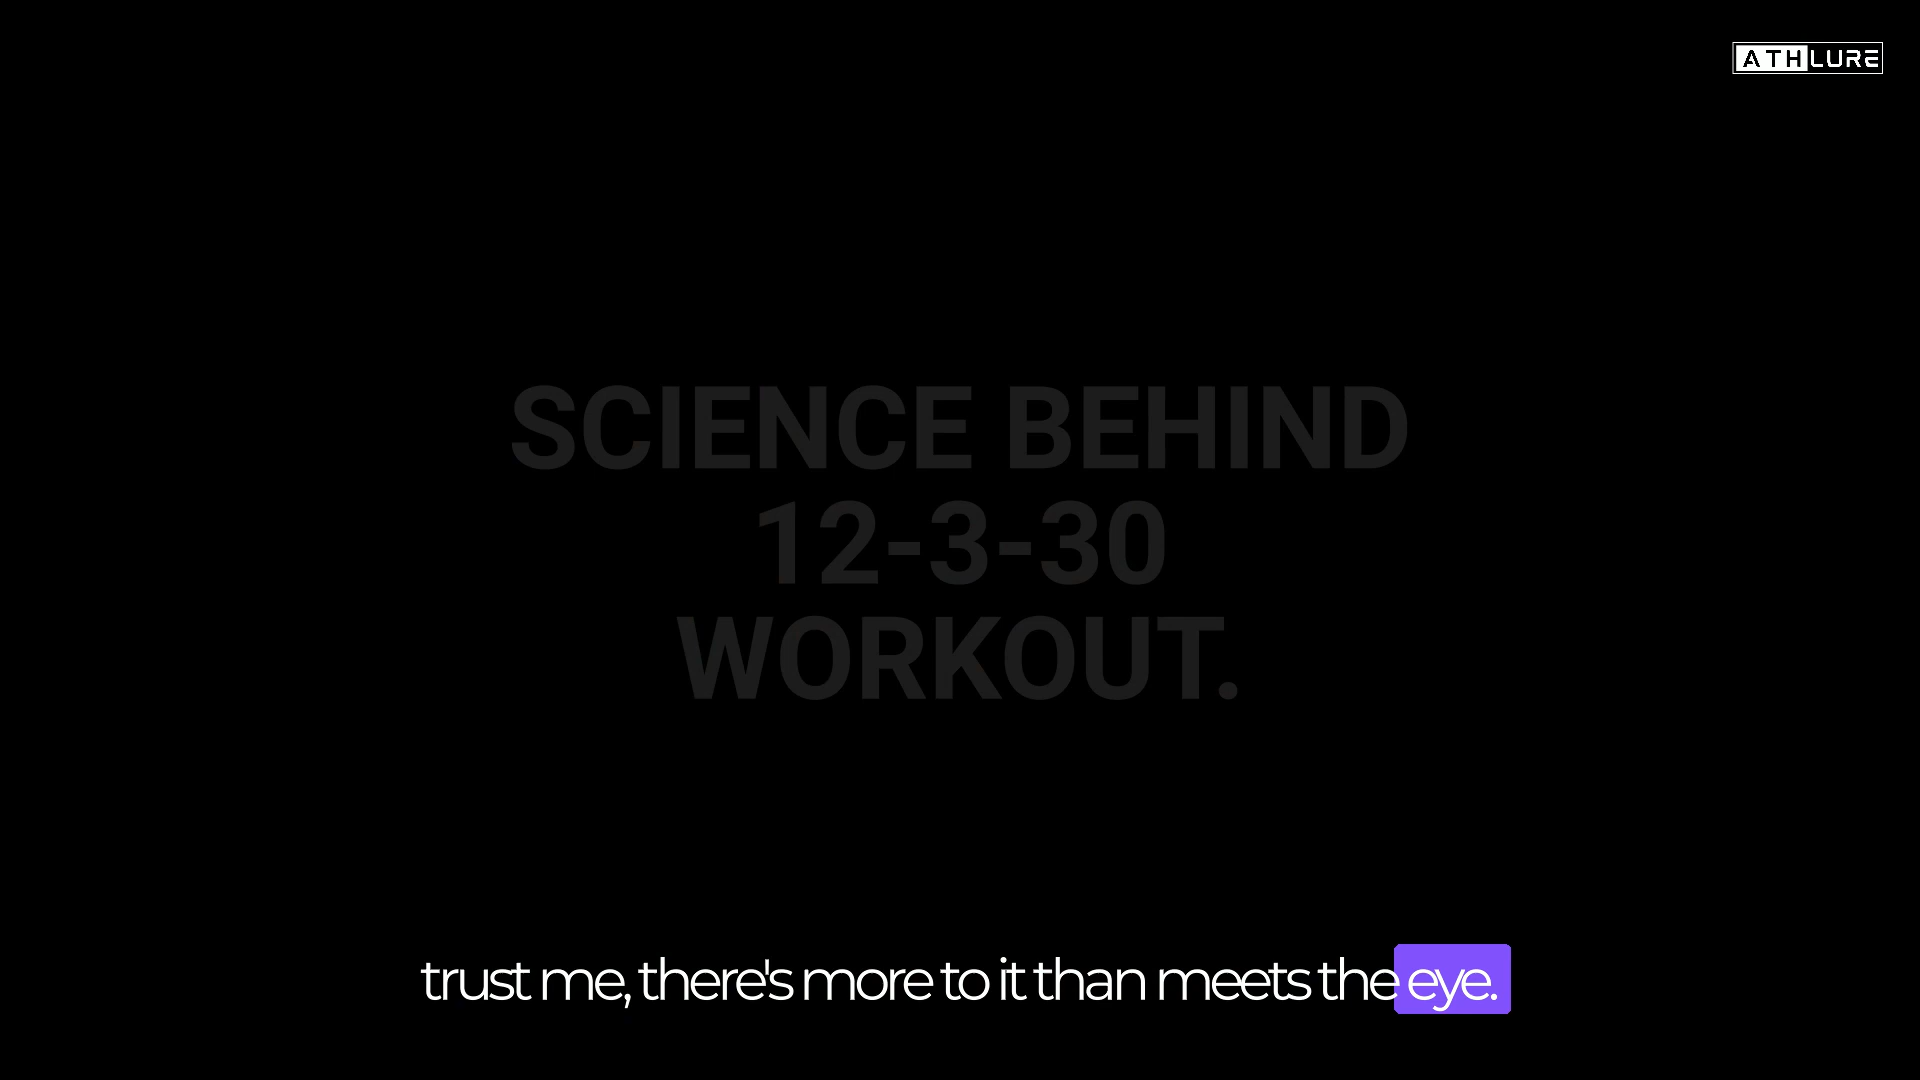 ATHLURE
SCIENCE BEHIND
12-3-30
WORKOUT.
trust me, there's more to it than meets the eye.